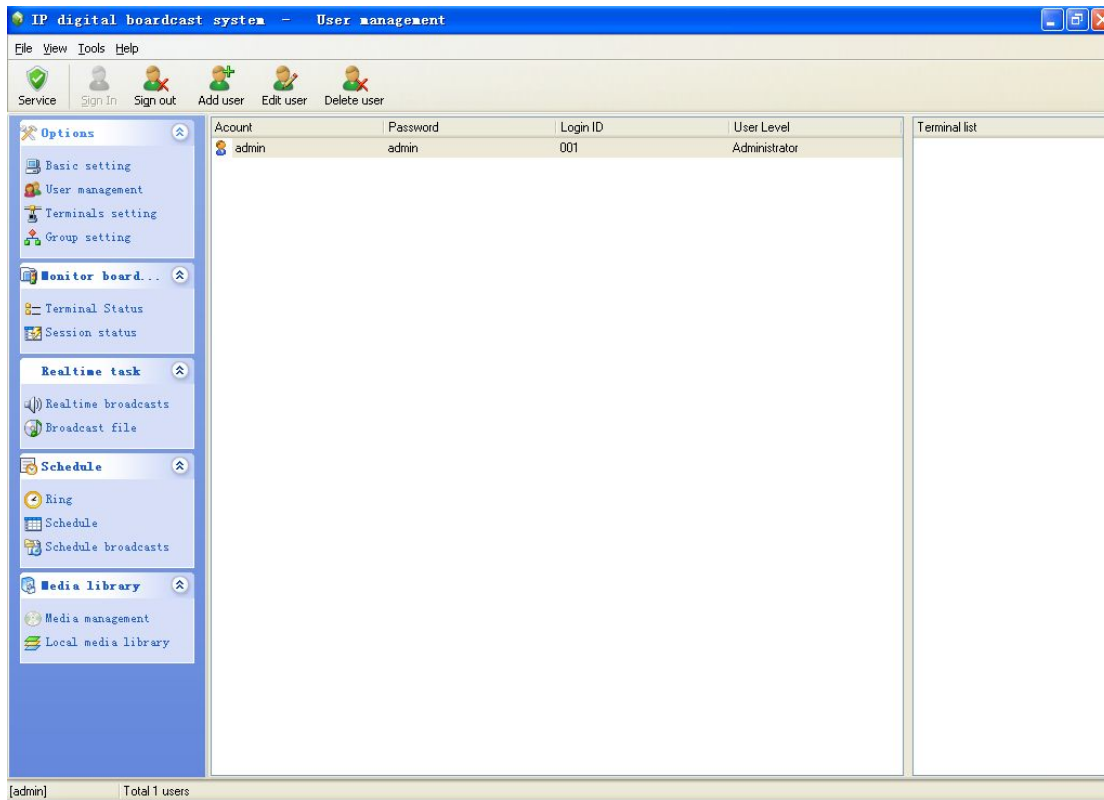 IP digital boardcast system - User management
File View Tools Help
Service Sign In Sign out Add user Edit user Delete user
Options
Basic setting
User management
Terminals setting
Group setting
Monitor board...
Terminal Status
Session status
Realtime task
Realtime broadcasts
Broadcast file
Schedule
Ring
Schedule
Schedule broadcasts
Media library
Media management
Local media library
Acount Password Login ID User Level
admin admin 001 Administrator
Terminal list
[admin] Total 1 users